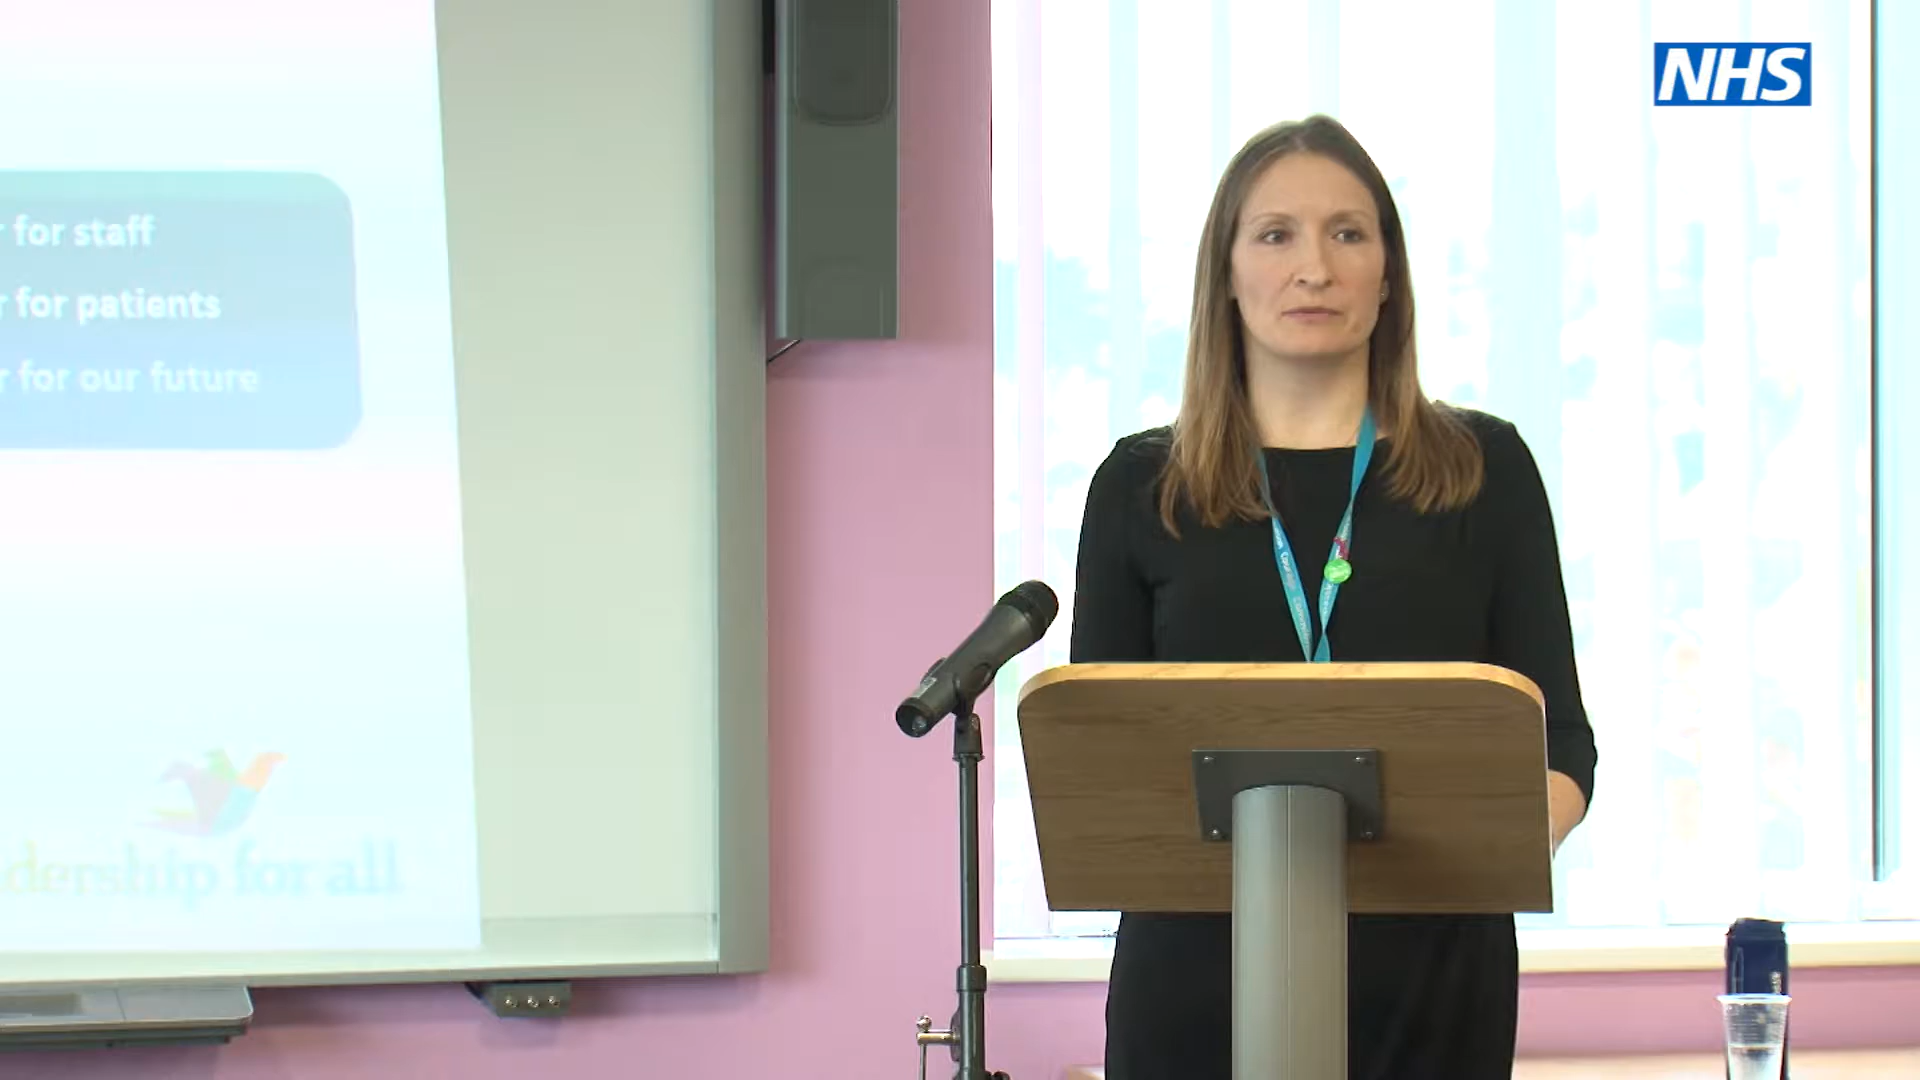 NHS
r for staff
r for patients
r for our future
dership for all